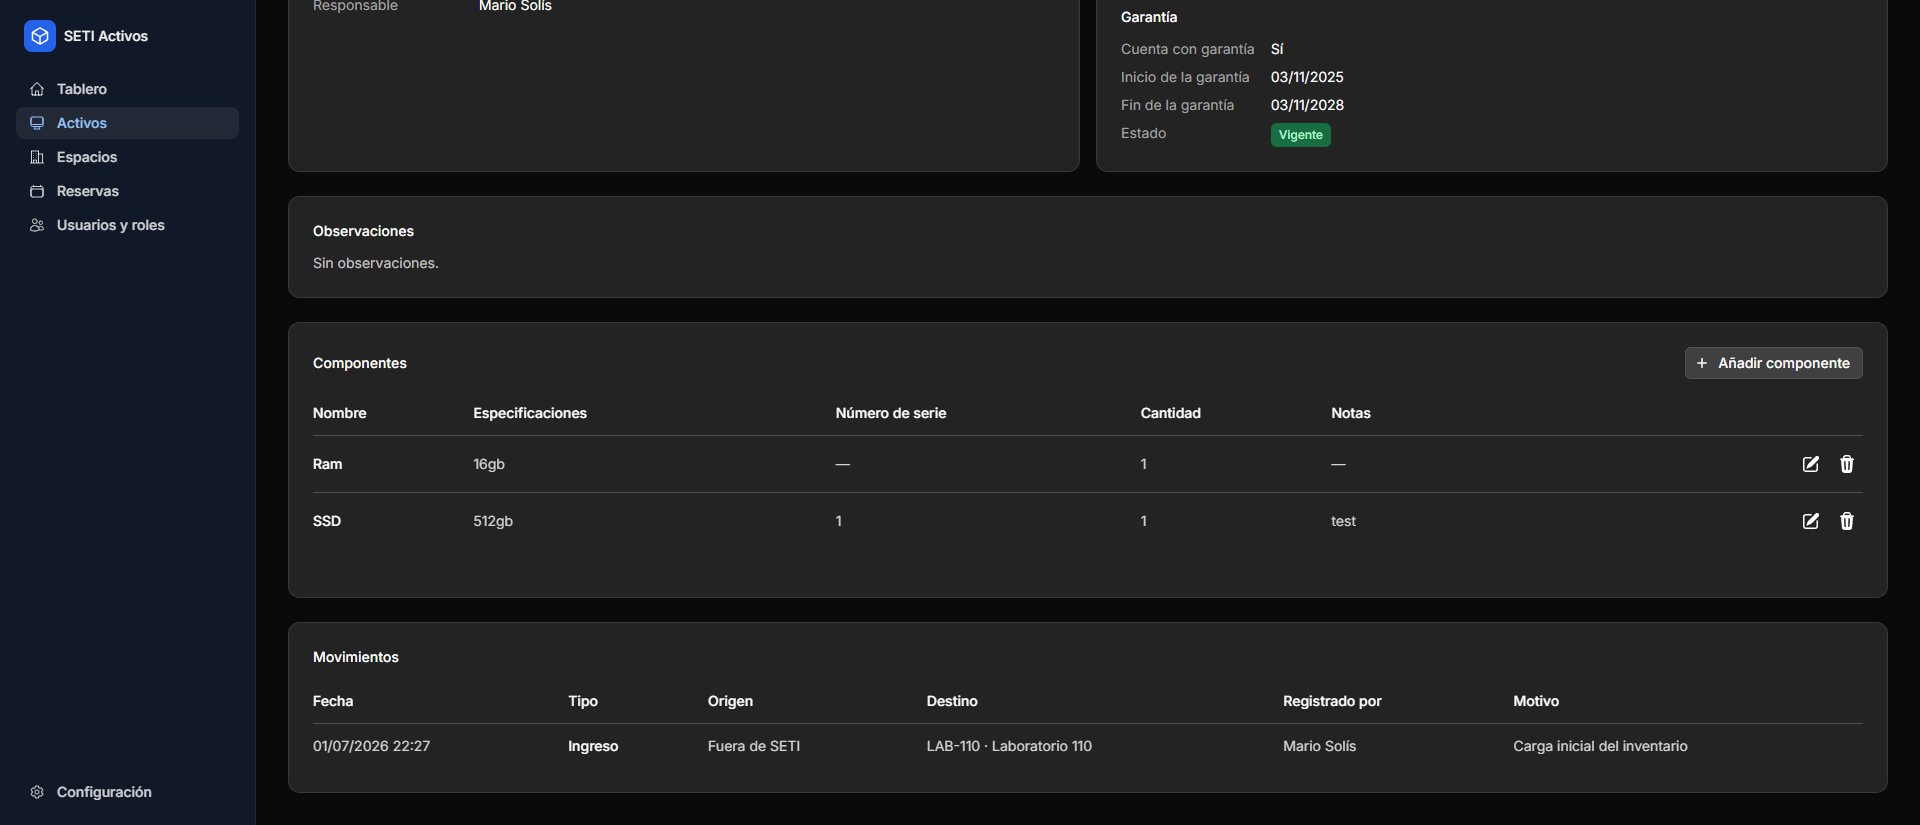 SETI Activos
Tablero
Activos
Espacios
Reservas
Usuarios y roles
Configuración
Responsable Mario Solís
Garantía
Cuenta con garantía Sí
Inicio de la garantía 03/11/2025
Fin de la garantía 03/11/2028
Estado Vigente
Observaciones
Sin observaciones.
Componentes
+ Añadir componente
Nombre Especificaciones Número de serie Cantidad Notas
Ram 16gb — 1 —
SSD 512gb 1 1 test
Movimientos
Fecha Tipo Origen Destino Registrado por Motivo
01/07/2026 22:27 Ingreso Fuera de SETI LAB-110 · Laboratorio 110 Mario Solís Carga inicial del inventario